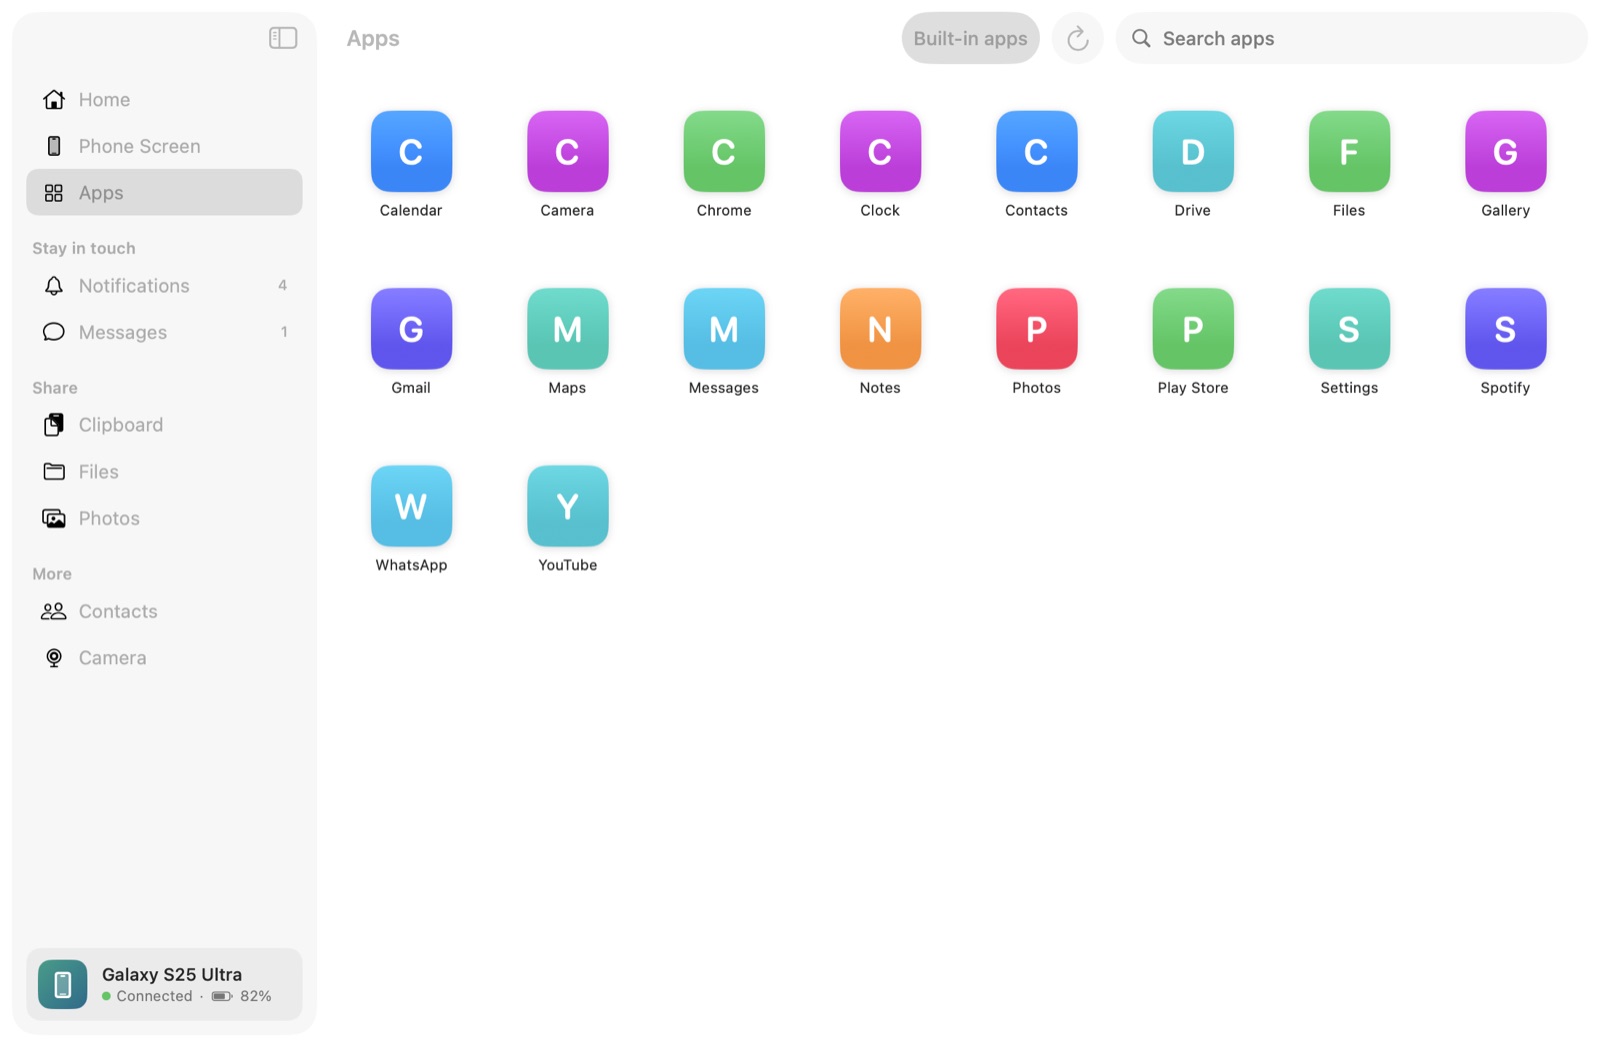 Apps
Built-in apps
Search apps
Home
Phone Screen
Apps
Stay in touch
Notifications 4
Messages 1
Share
Clipboard
Files
Photos
More
Contacts
Camera
Galaxy S25 Ultra
Connected · 82%
C C C C C D F G
Calendar Camera Chrome Clock Contacts Drive Files Gallery
G M M N P P S S
Gmail Maps Messages Notes Photos Play Store Settings Spotify
W Y
WhatsApp YouTube